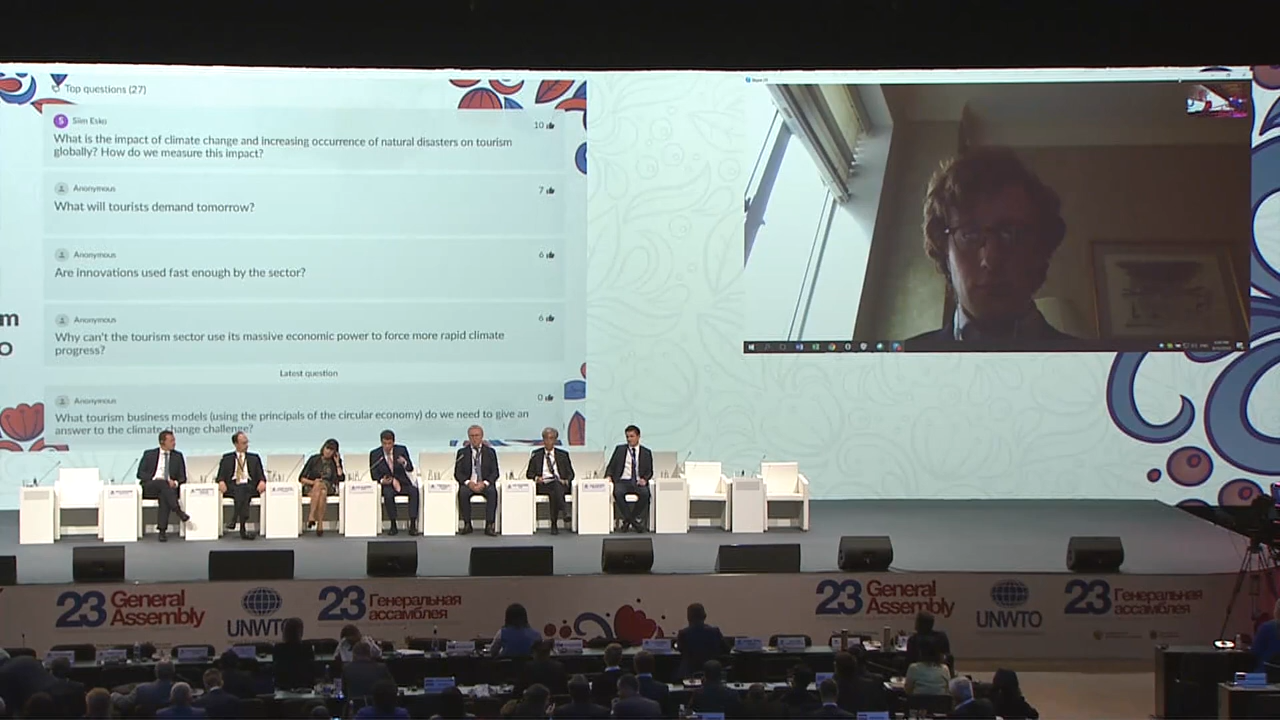 Top questions (27)
S
Siim Esko
10
What is the impact of climate change and increasing occurrence of natural disasters on tourism
globally? How do we measure this impact?
Anonymous
7
What will tourists demand tomorrow?
Anonymous
6
Are innovations used fast enough by the sector?
Anonymous
6
Why can't the tourism sector use its massive economic power to force more rapid climate
progress?
Latest question
Anonymous
0
What tourism business models (using the principals of the circular economy) do we need to give an
answer to the climate change challenge?
m
o
23 General
Assembly
UNWTO
23 Генеральная
ассамблея
23 General
Assembly
UNWTO
23 Генеральная
ассамблея